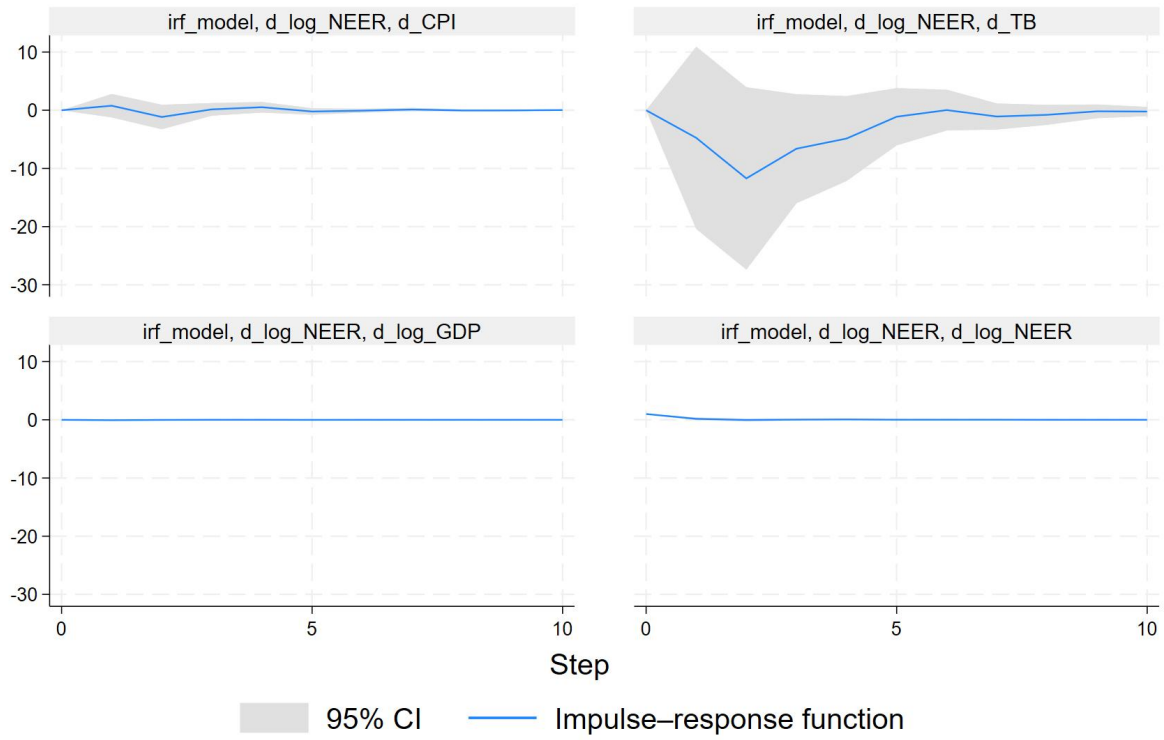 irf_model, d_log_NEER, d_CPI
irf_model, d_log_NEER, d_TB
10
0
-10
-20
-30
irf_model, d_log_NEER, d_log_GDP
irf_model, d_log_NEER, d_log_NEER
10
0
-10
-20
-30
0 5 10
0 5 10
Step
95% CI
Impulse–response function